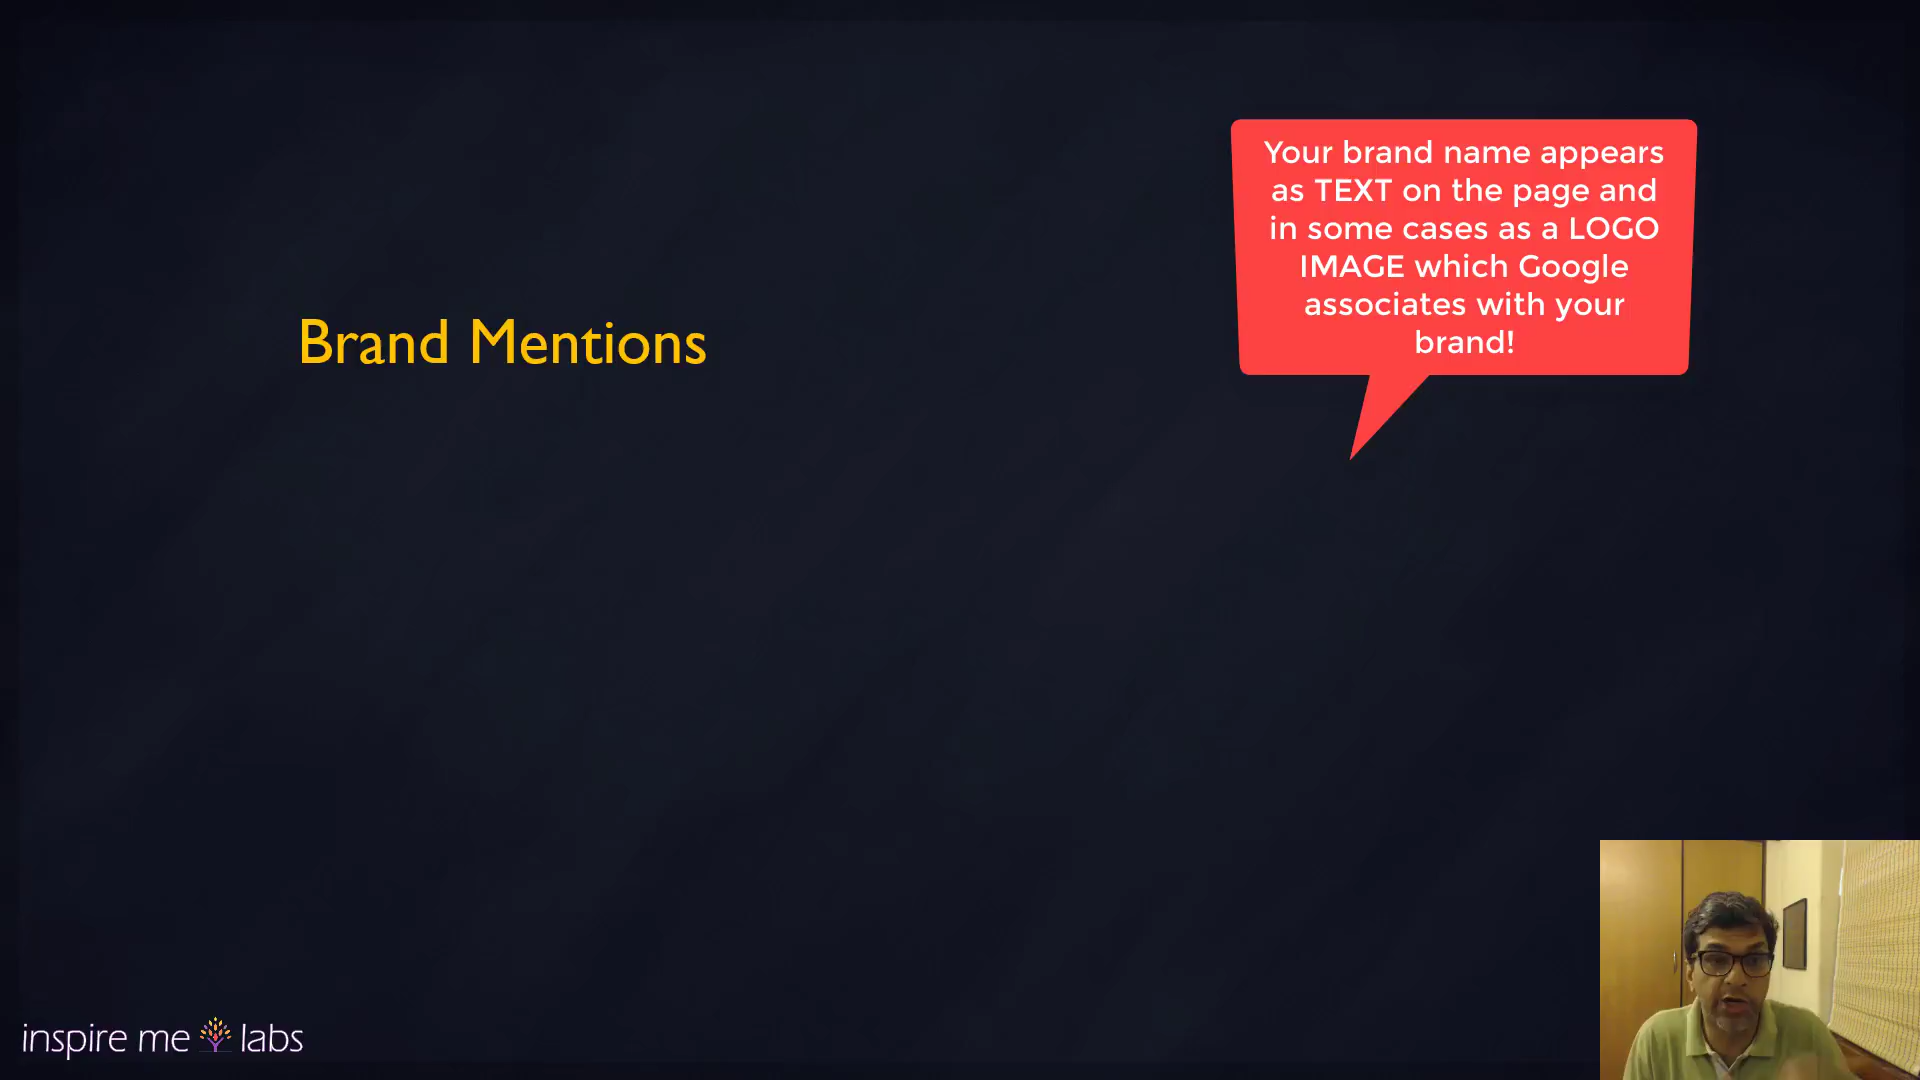 Your brand name appears
as TEXT on the page and
in some cases as a LOGO
IMAGE which Google
associates with your
brand!
Brand Mentions
inspire me labs